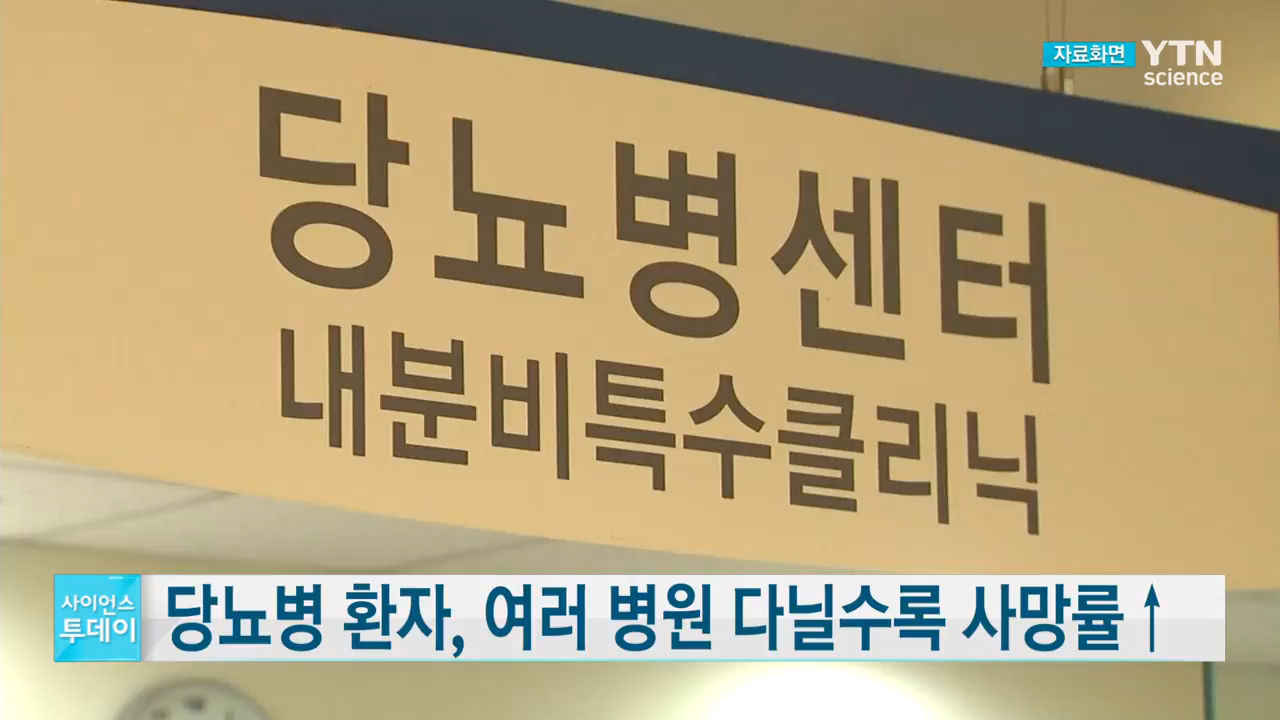 자료화면
YTN
science
당뇨병센터
내분비특수클리닉
사이언스
투데이
당뇨병 환자, 여러 병원 다닐수록 사망률↑